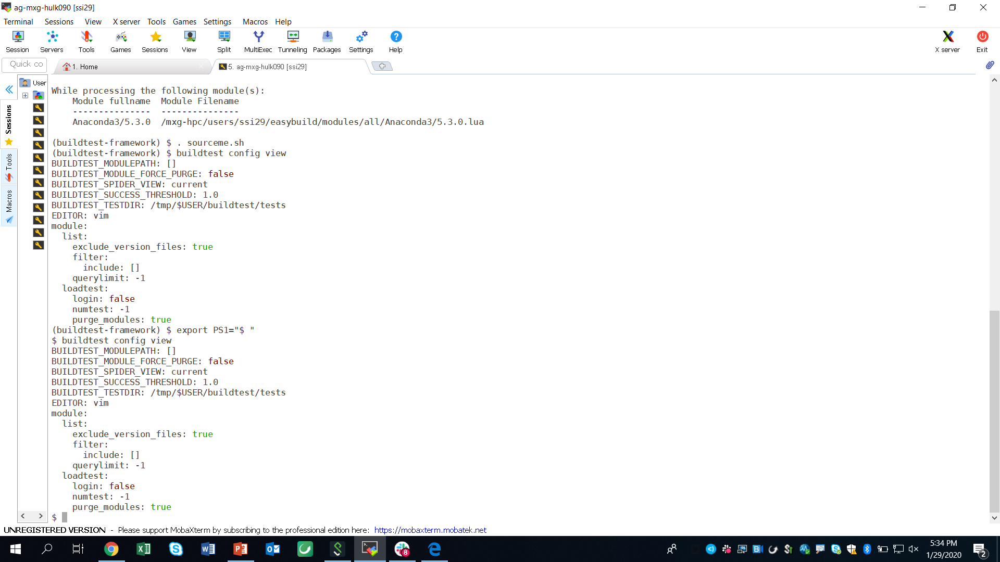 ag-mxg-hulk090 [ssi29]
Terminal Sessions View X server Tools Games Settings Macros Help
Session Servers Tools Games Sessions View Split MultiExec Tunneling Packages Settings Help X server Exit
Quick co
1. Home
5. ag-mxg-hulk090 [ssi29]
User
Sessions
Tools
Macros
While processing the following module(s):
Module fullname  Module Filename
---------------  ---------------
Anaconda3/5.3.0  /mxg-hpc/users/ssi29/easybuild/modules/all/Anaconda3/5.3.0.lua
(buildtest-framework) $ . sourceme.sh
(buildtest-framework) $ buildtest config view
BUILDTEST_MODULEPATH: []
BUILDTEST_MODULE_FORCE_PURGE: false
BUILDTEST_SPIDER_VIEW: current
BUILDTEST_SUCCESS_THRESHOLD: 1.0
BUILDTEST_TESTDIR: /tmp/$USER/buildtest/tests
EDITOR: vim
module:
  list:
    exclude_version_files: true
    filter:
      include: []
    querylimit: -1
  loadtest:
    login: false
    numtest: -1
    purge_modules: true
(buildtest-framework) $ export PS1="$ "
$ buildtest config view
BUILDTEST_MODULEPATH: []
BUILDTEST_MODULE_FORCE_PURGE: false
BUILDTEST_SPIDER_VIEW: current
BUILDTEST_SUCCESS_THRESHOLD: 1.0
BUILDTEST_TESTDIR: /tmp/$USER/buildtest/tests
EDITOR: vim
module:
  list:
    exclude_version_files: true
    filter:
      include: []
    querylimit: -1
  loadtest:
    login: false
    numtest: -1
    purge_modules: true
$
UNREGISTERED VERSION - Please support MobaXterm by subscribing to the professional edition here: https://mobaxterm.mobatek.net
8
5:34 PM
1/29/2020
2